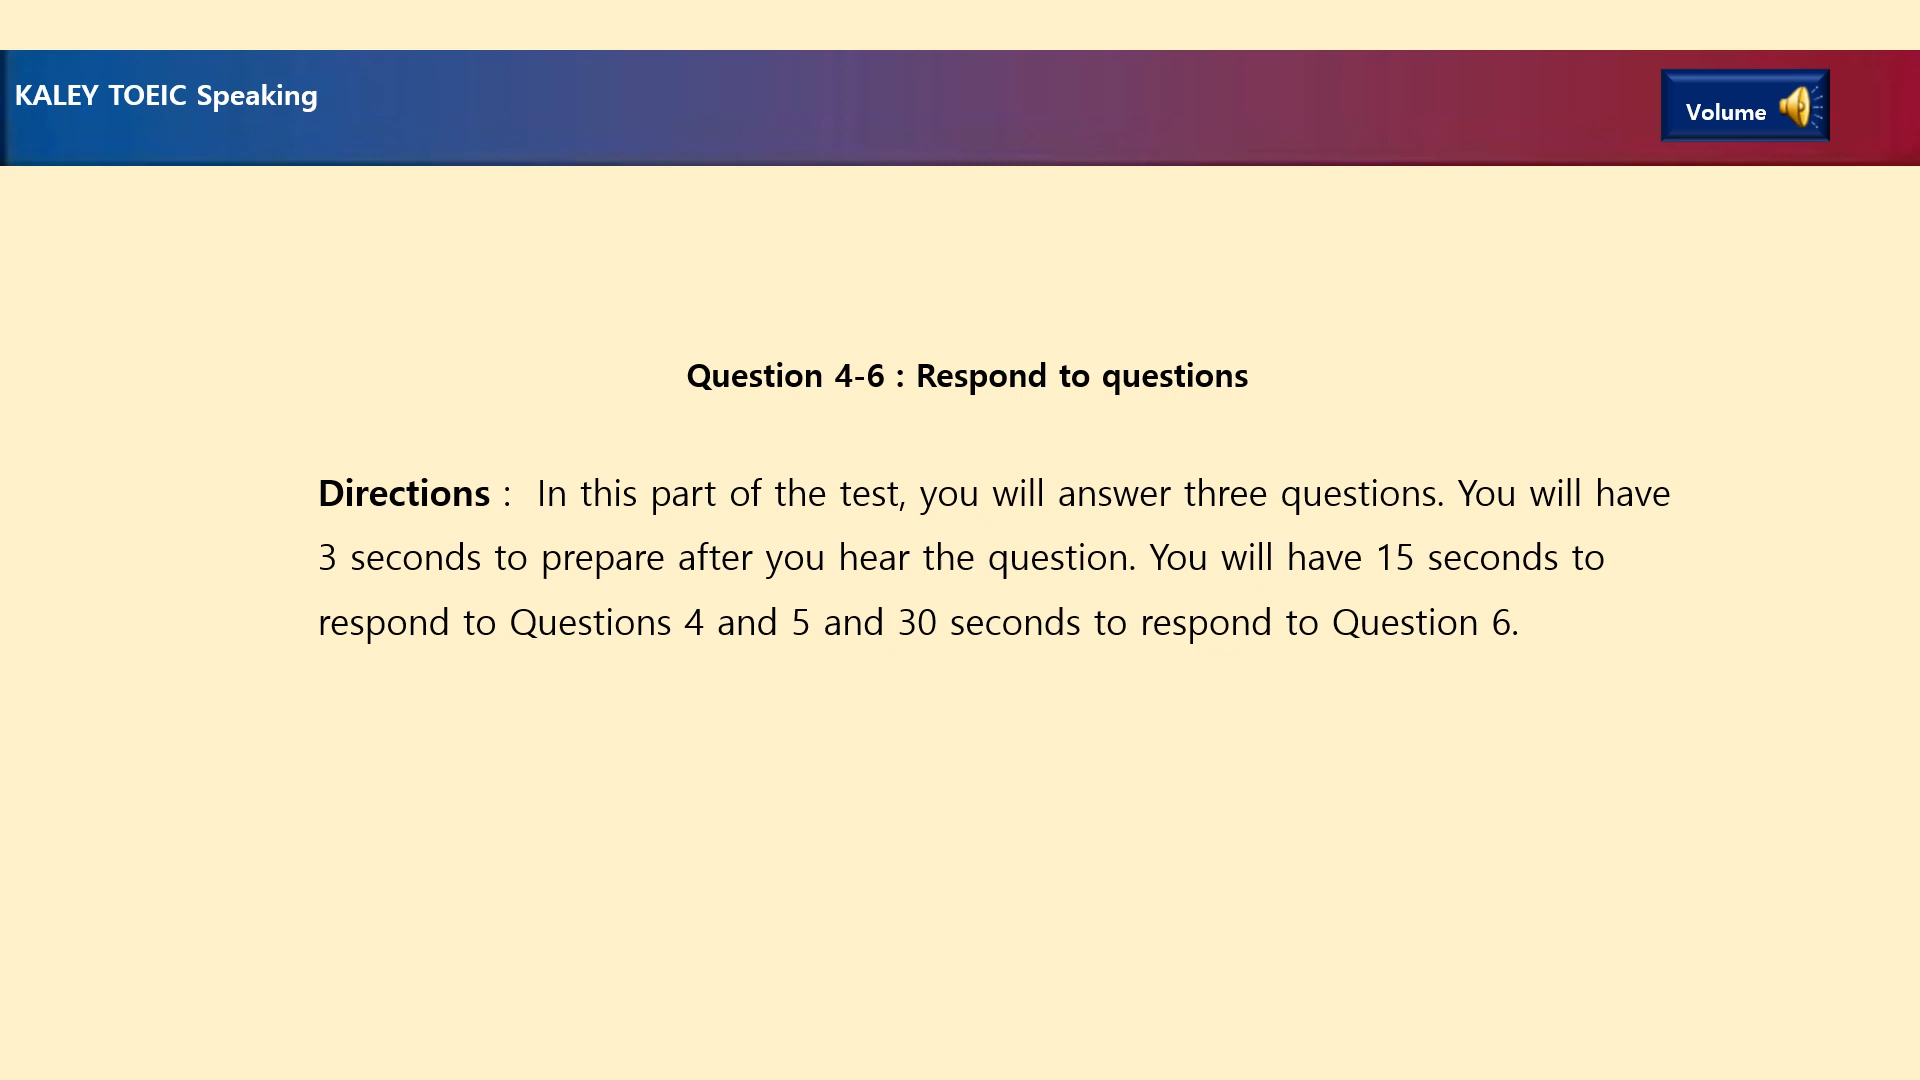 KALEY TOEIC Speaking
Volume
Question 4-6 : Respond to questions
Directions :  In this part of the test, you will answer three questions. You will have
3 seconds to prepare after you hear the question. You will have 15 seconds to
respond to Questions 4 and 5 and 30 seconds to respond to Question 6.